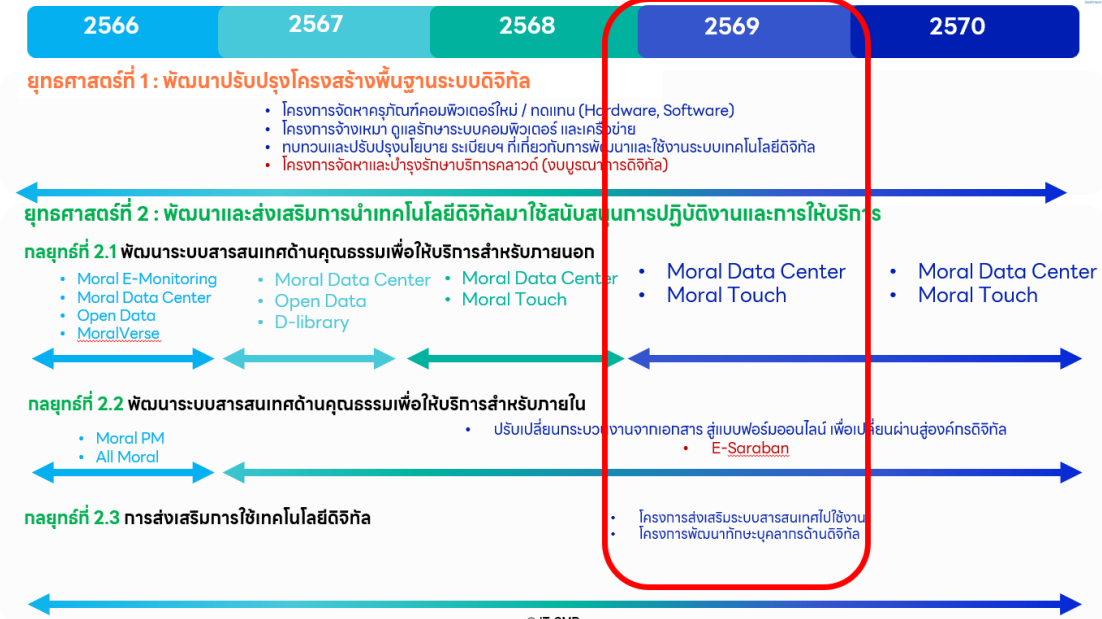 2566 2567 2568 2569 2570
ยุทธศาสตร์ที่ 1 : พัฒนาปรับปรุงโครงสร้างพื้นฐานระบบดิจิทัล
• โครงการจัดหาครุภัณฑ์คอมพิวเตอร์ใหม่ / ทดแทน (Hardware, Software)
• โครงการจ้างเหมา ดูแลรักษาระบบคอมพิวเตอร์ และเครือข่าย
• ทบทวนและปรับปรุงนโยบาย ระเบียบฯ ที่เกี่ยวกับการพัฒนาและใช้งานระบบเทคโนโลยีดิจิทัล
• โครงการจัดหาและบำรุงรักษาบริการคลาวด์ (งบบูรณาการดิจิทัล)
ยุทธศาสตร์ที่ 2 : พัฒนาและส่งเสริมการนำเทคโนโลยีดิจิทัลมาใช้สนับสนุนการปฏิบัติงานและการให้บริการ
กลยุทธ์ที่ 2.1 พัฒนาระบบสารสนเทศด้านคุณธรรมเพื่อให้บริการสำหรับภายนอก
• Moral E-Monitoring
• Moral Data Center
• Open Data
• MoralVerse
• Moral Data Center
• Open Data
• D-library
• Moral Data Center
• Moral Touch
• Moral Data Center
• Moral Touch
• Moral Data Center
• Moral Touch
กลยุทธ์ที่ 2.2 พัฒนาระบบสารสนเทศด้านคุณธรรมเพื่อให้บริการสำหรับภายใน
• Moral PM
• All Moral
• ปรับเปลี่ยนกระบวนงานจากเอกสาร สู่แบบฟอร์มออนไลน์ เพื่อเปลี่ยนผ่านสู่องค์กรดิจิทัล
• E-Saraban
กลยุทธ์ที่ 2.3 การส่งเสริมการใช้เทคโนโลยีดิจิทัล
• โครงการส่งเสริมระบบสารสนเทศไปใช้งาน
• โครงการพัฒนาทักษะบุคลากรด้านดิจิทัล